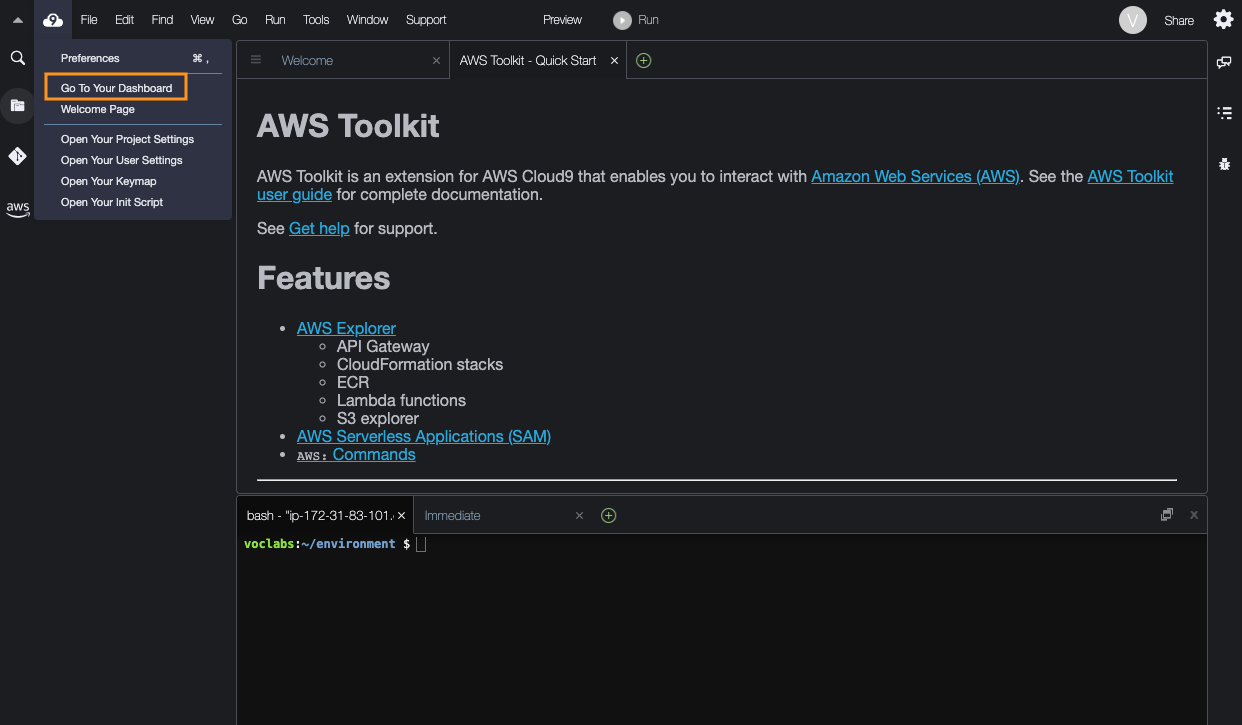 9 File Edit Find View Go Run Tools Window Support Preview Run V Share
Preferences ⌘ ,
Go To Your Dashboard
Welcome Page
Open Your Project Settings
Open Your User Settings
Open Your Keymap
Open Your Init Script
aws
Welcome × AWS Toolkit - Quick Start ×
AWS Toolkit
AWS Toolkit is an extension for AWS Cloud9 that enables you to interact with Amazon Web Services (AWS). See the AWS Toolkit
user guide for complete documentation.
See Get help for support.
Features
• AWS Explorer
◦ API Gateway
◦ CloudFormation stacks
◦ ECR
◦ Lambda functions
◦ S3 explorer
• AWS Serverless Applications (SAM)
• AWS: Commands
bash - "ip-172-31-83-101. × Immediate ×
voclabs:~/environment $